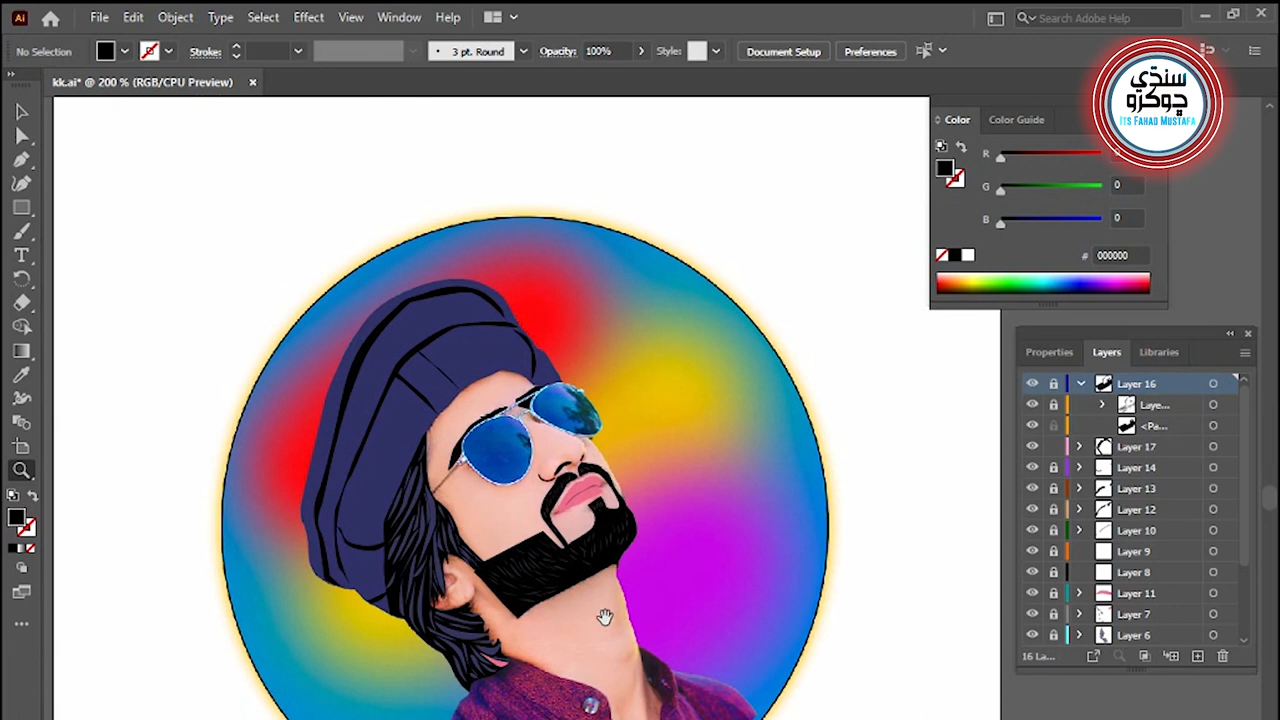 Ai File Edit Object Type Select Effect View Window Help Search Adobe Help
No Selection Stroke: 3 pt. Round Opacity: 100% Style: Document Setup Preferences
kk.ai* @ 200 % (RGB/CPU Preview)
سنڌي
ڇوڪرو
Its Fahad Mustafa
Color Color Guide
R
G 0
B 0
# 000000
Properties Layers Libraries
Layer 16
Laye...
<Pa...
Layer 17
Layer 14
Layer 13
Layer 12
Layer 10
Layer 9
Layer 8
Layer 11
Layer 7
Layer 6
16 La...